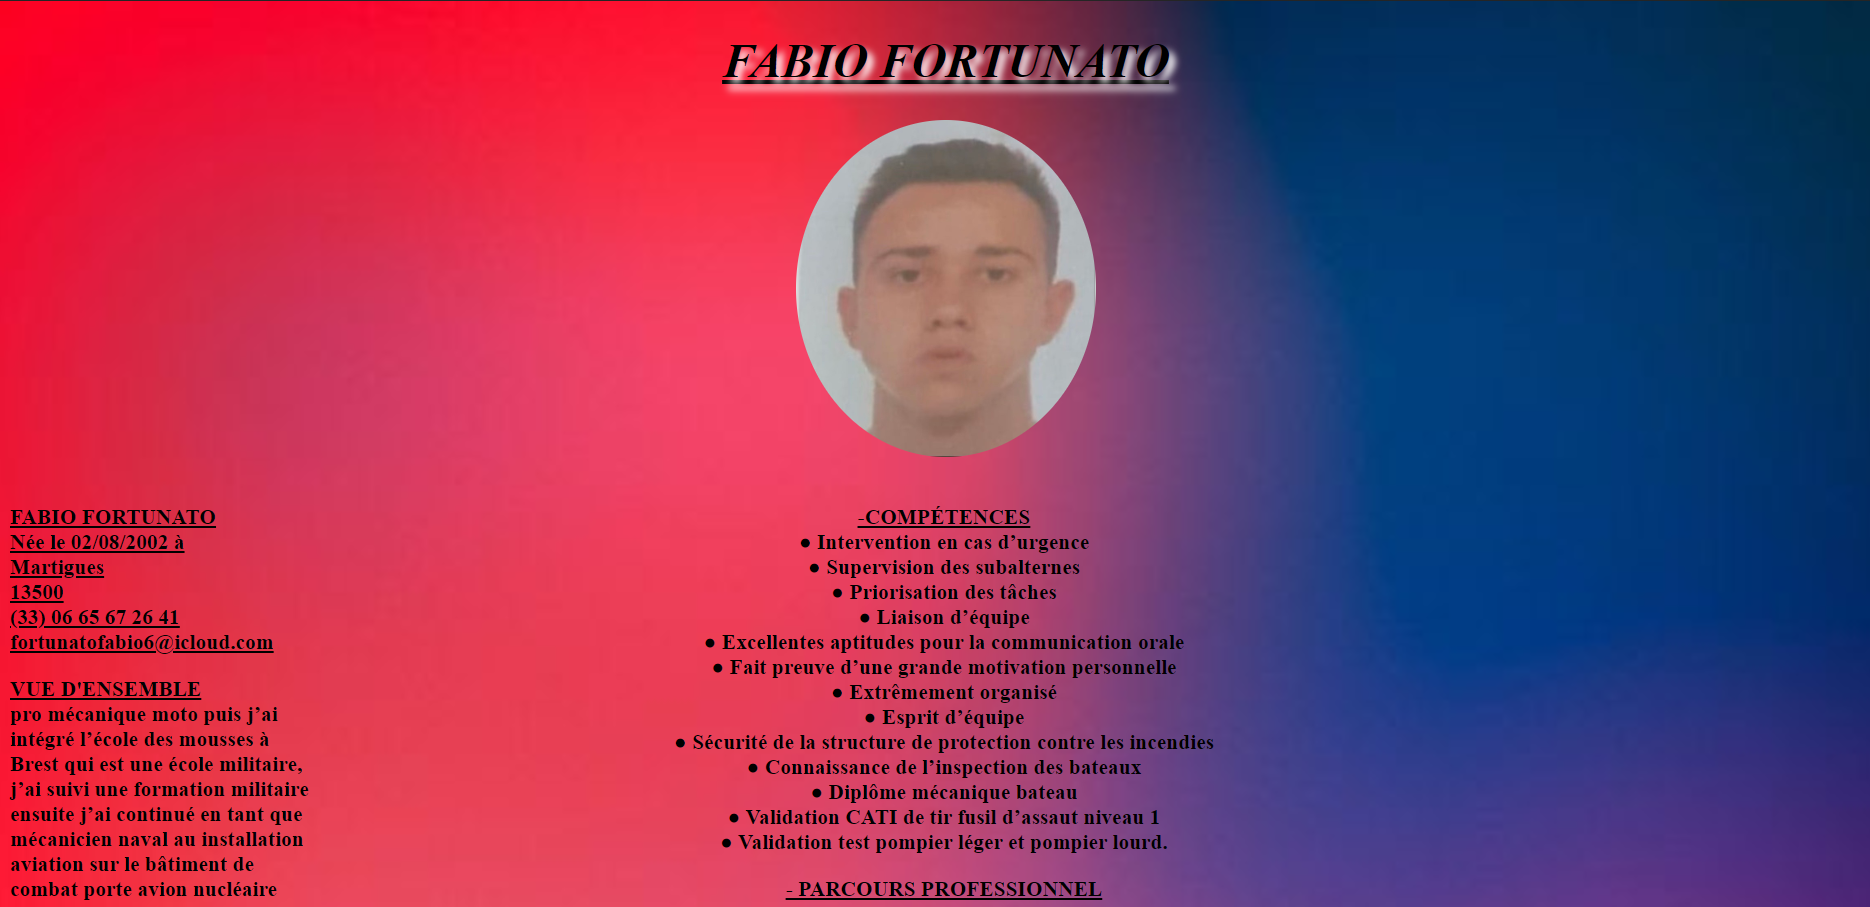 FABIO FORTUNATO
FABIO FORTUNATO
Née le 02/08/2002 à
Martigues
13500
(33) 06 65 67 26 41
fortunatofabio6@icloud.com
VUE D'ENSEMBLE
pro mécanique moto puis j’ai
intégré l’école des mousses à
Brest qui est une école militaire,
j’ai suivi une formation militaire
ensuite j’ai continué en tant que
mécanicien naval au installation
aviation sur le bâtiment de
combat porte avion nucléaire
-COMPÉTENCES
● Intervention en cas d’urgence
● Supervision des subalternes
● Priorisation des tâches
● Liaison d’équipe
● Excellentes aptitudes pour la communication orale
● Fait preuve d’une grande motivation personnelle
● Extrêmement organisé
● Esprit d’équipe
● Sécurité de la structure de protection contre les incendies
● Connaissance de l’inspection des bateaux
● Diplôme mécanique bateau
● Validation CATI de tir fusil d’assaut niveau 1
● Validation test pompier léger et pompier lourd.
- PARCOURS PROFESSIONNEL